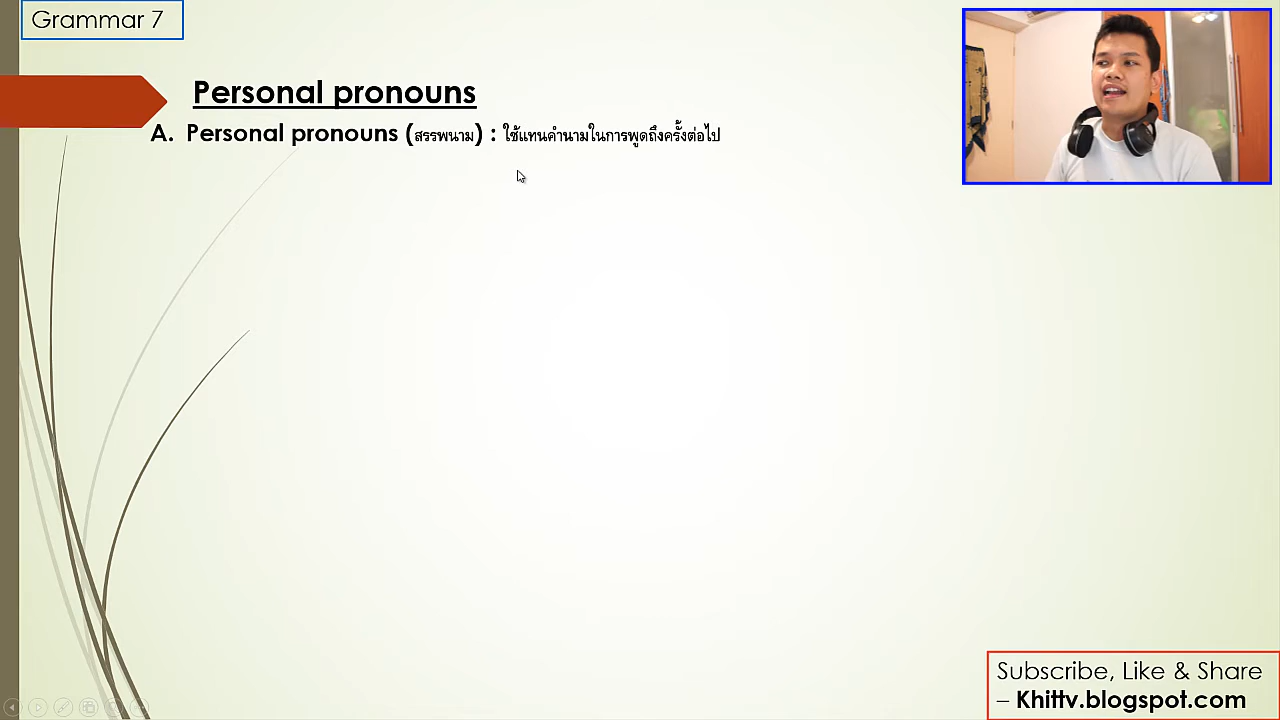 Grammar 7
Personal pronouns
A. Personal pronouns (สรรพนาม) : ใช้แทนคำนามในการพูดถึงครั้งต่อไป
Subscribe, Like & Share
– Khittv.blogspot.com